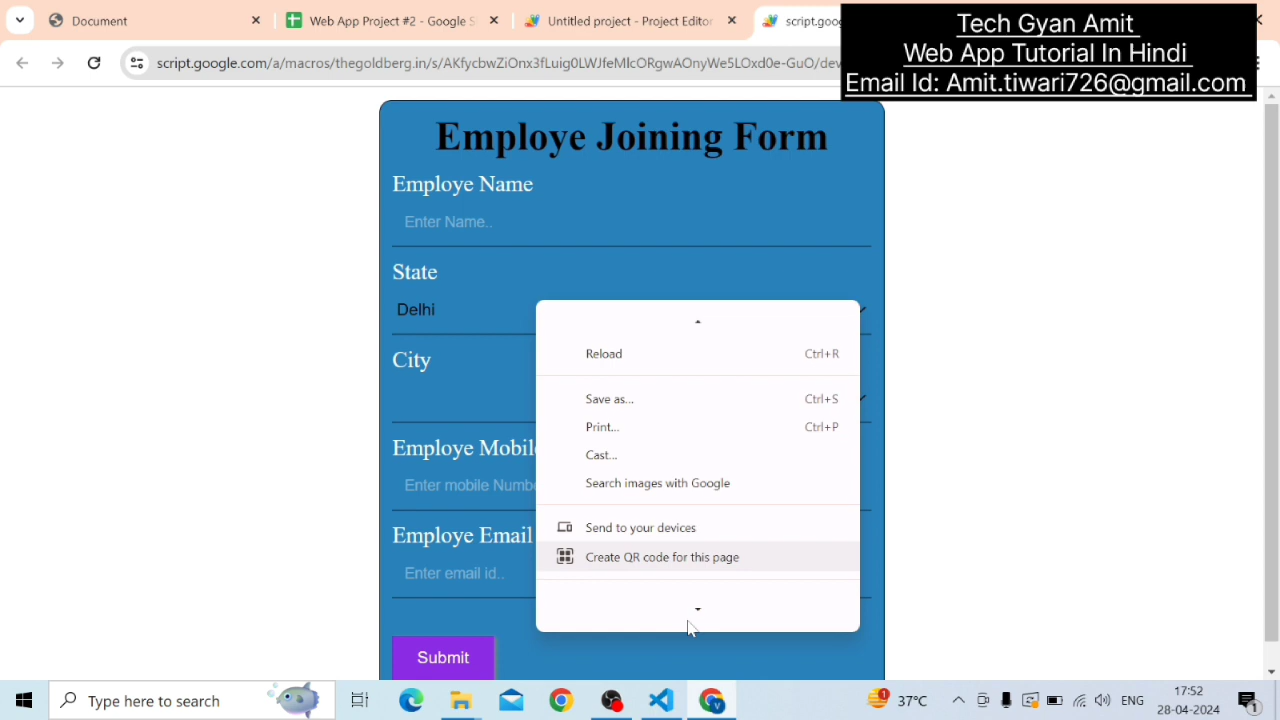 Document
Web App Project #2 - Google S
Untitled project - Project Editor
script.goog
Tech Gyan Amit
Web App Tutorial In Hindi
Email Id: Amit.tiwari726@gmail.com
script.google.com/a/macros/thegoldberg.in/s/AKfycbwZiOnx3fLuig0LWJfeMlcORgwAOnyWe5LOxd0e-GuO/dev
Employe Joining Form
Employe Name
Enter Name..
State
Delhi
City
Employe Mobile
Enter mobile Numbe
Employe Email
Enter email id..
Submit
Reload Ctrl+R
Save as... Ctrl+S
Print... Ctrl+P
Cast...
Search images with Google
Send to your devices
Create QR code for this page
Type here to search
1
37°C
ENG
17:52
28-04-2024
1